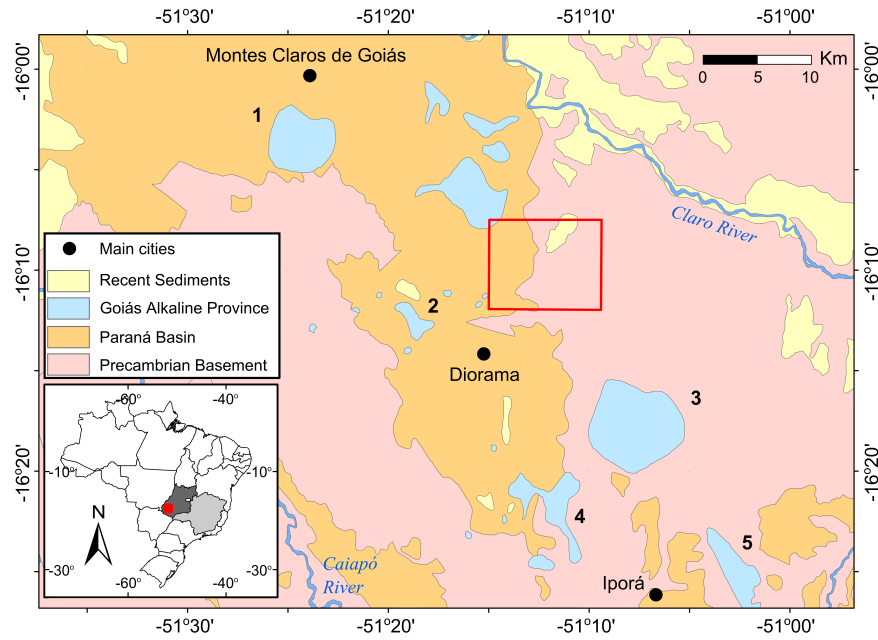 -51°30' -51°20' -51°10' -51°00'
-16°00' -16°00'
Montes Claros de Goiás
Km
0 5 10
1
Claro River
Main cities
Recent Sediments
Goiás Alkaline Province
Paraná Basin
Precambrian Basement
-16°10' -16°10'
2
Diorama
3
-60° -40°
-10° -10°
N
-30° -30°
-60° -40°
-16°20' -16°20'
4
5
Caiapó
River
Iporá
-51°30' -51°20' -51°10' -51°00'